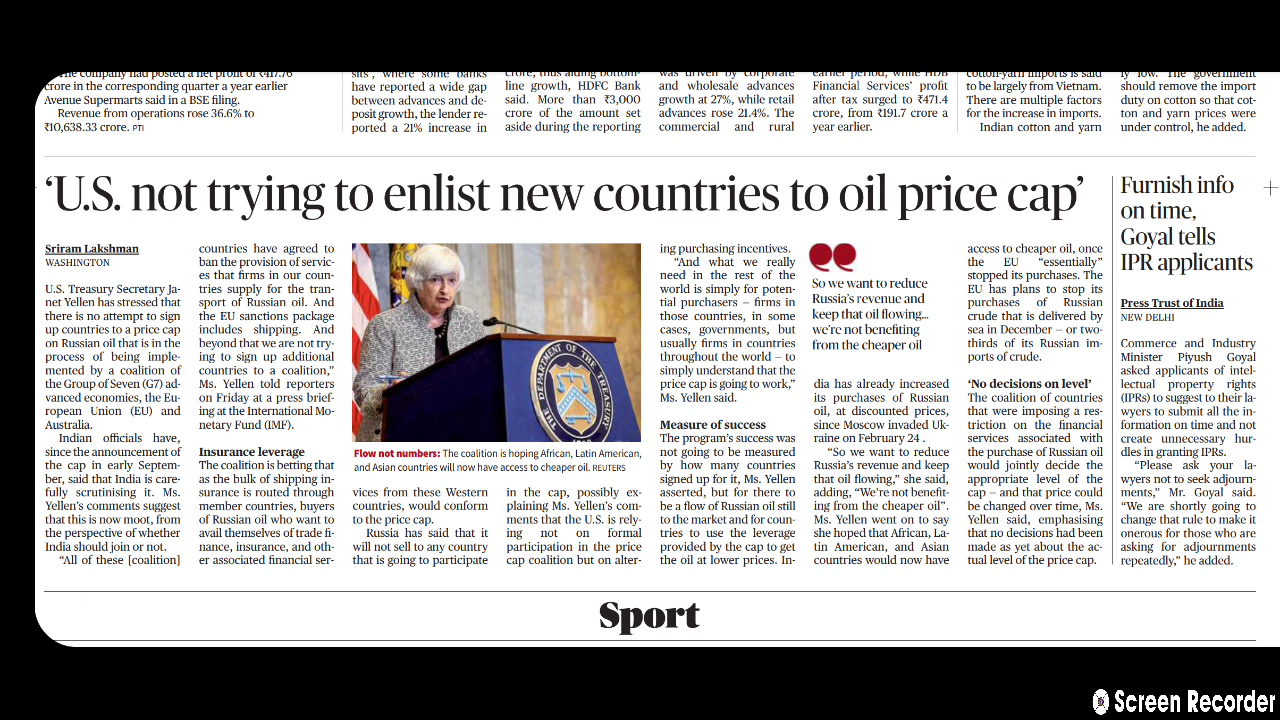 The company had posted a net profit of ₹417.76
crore in the corresponding quarter a year earlier
Avenue Supermarts said in a BSE filing.
Revenue from operations rose 36.6% to
₹10,638.33 crore. PTI
sits’, where some banks
have reported a wide gap
between advances and de-
posit growth, the lender re-
ported a 21% increase in
crore, thus aiding bottom-
line growth, HDFC Bank
said. More than ₹3,000
crore of the amount set
aside during the reporting
was driven by corporate
and wholesale advances
growth at 27%, while retail
advances rose 21.4%. The
commercial and rural
earlier period, while HDB
Financial Services’ profit
after tax surged to ₹471.4
crore, from ₹191.7 crore a
year earlier.
cotton-yarn imports is said
to be largely from Vietnam.
There are multiple factors
for the increase in imports.
Indian cotton and yarn
ly low. The government
should remove the import
duty on cotton so that cot-
ton and yarn prices were
under control, he added.
‘U.S. not trying to enlist new countries to oil price cap’
Sriram Lakshman
WASHINGTON
U.S. Treasury Secretary Ja-
net Yellen has stressed that
there is no attempt to sign
up countries to a price cap
on Russian oil that is in the
process of being imple-
mented by a coalition of
the Group of Seven (G7) ad-
vanced economies, the Eu-
ropean Union (EU) and
Australia.
Indian officials have,
since the announcement of
the cap in early Septem-
ber, said that India is care-
fully scrutinising it. Ms.
Yellen’s comments suggest
that this is now moot, from
the perspective of whether
India should join or not.
“All of these [coalition]
countries have agreed to
ban the provision of servic-
es that firms in our coun-
tries supply for the tran-
sport of Russian oil. And
the EU sanctions package
includes shipping. And
beyond that we are not try-
ing to sign up additional
countries to a coalition,”
Ms. Yellen told reporters
on Friday at a press brief-
ing at the International Mo-
netary Fund (IMF).
Insurance leverage
The coalition is betting that
as the bulk of shipping in-
surance is routed through
member countries, buyers
of Russian oil who want to
avail themselves of trade fi-
nance, insurance, and oth-
er associated financial ser-
THE DEPARTMENT OF THE TREASURY
1789
Flow not numbers: The coalition is hoping African, Latin American,
and Asian countries will now have access to cheaper oil. REUTERS
vices from these Western
countries, would conform
to the price cap.
Russia has said that it
will not sell to any country
that is going to participate
in the cap, possibly ex-
plaining Ms. Yellen’s com-
ments that the U.S. is rely-
ing not on formal
participation in the price
cap coalition but on alter-
ing purchasing incentives.
“And what we really
need in the rest of the
world is simply for poten-
tial purchasers – firms in
those countries, in some
cases, governments, but
usually firms in countries
throughout the world – to
simply understand that the
price cap is going to work,”
Ms. Yellen said.
Measure of success
The program’s success was
not going to be measured
by how many countries
signed up for it, Ms. Yellen
asserted, but for there to
be a flow of Russian oil still
to the market and for coun-
tries to use the leverage
provided by the cap to get
the oil at lower prices. In-
So we want to reduce
Russia’s revenue and
keep that oil flowing...
we’re not benefiting
from the cheaper oil
dia has already increased
its purchases of Russian
oil, at discounted prices,
since Moscow invaded Uk-
raine on February 24 .
“So we want to reduce
Russia’s revenue and keep
that oil flowing,” she said,
adding, “We’re not benefit-
ing from the cheaper oil”.
Ms. Yellen went on to say
she hoped that African, La-
tin American, and Asian
countries would now have
access to cheaper oil, once
the EU “essentially”
stopped its purchases. The
EU has plans to stop its
purchases of Russian
crude that is delivered by
sea in December – or two-
thirds of its Russian im-
ports of crude.
‘No decisions on level’
The coalition of countries
that were imposing a res-
triction on the financial
services associated with
the purchase of Russian oil
would jointly decide the
appropriate level of the
cap – and that price could
be changed over time, Ms.
Yellen said, emphasising
that no decisions had been
made as yet about the ac-
tual level of the price cap.
Furnish info
on time,
Goyal tells
IPR applicants
Press Trust of India
NEW DELHI
Commerce and Industry
Minister Piyush Goyal
asked applicants of intel-
lectual property rights
(IPRs) to suggest to their la-
wyers to submit all the in-
formation on time and not
create unnecessary hur-
dles in granting IPRs.
“Please ask your la-
wyers not to seek adjourn-
ments,” Mr. Goyal said.
“We are shortly going to
change that rule to make it
onerous for those who are
asking for adjournments
repeatedly,” he added.
Sport
Screen Recorder